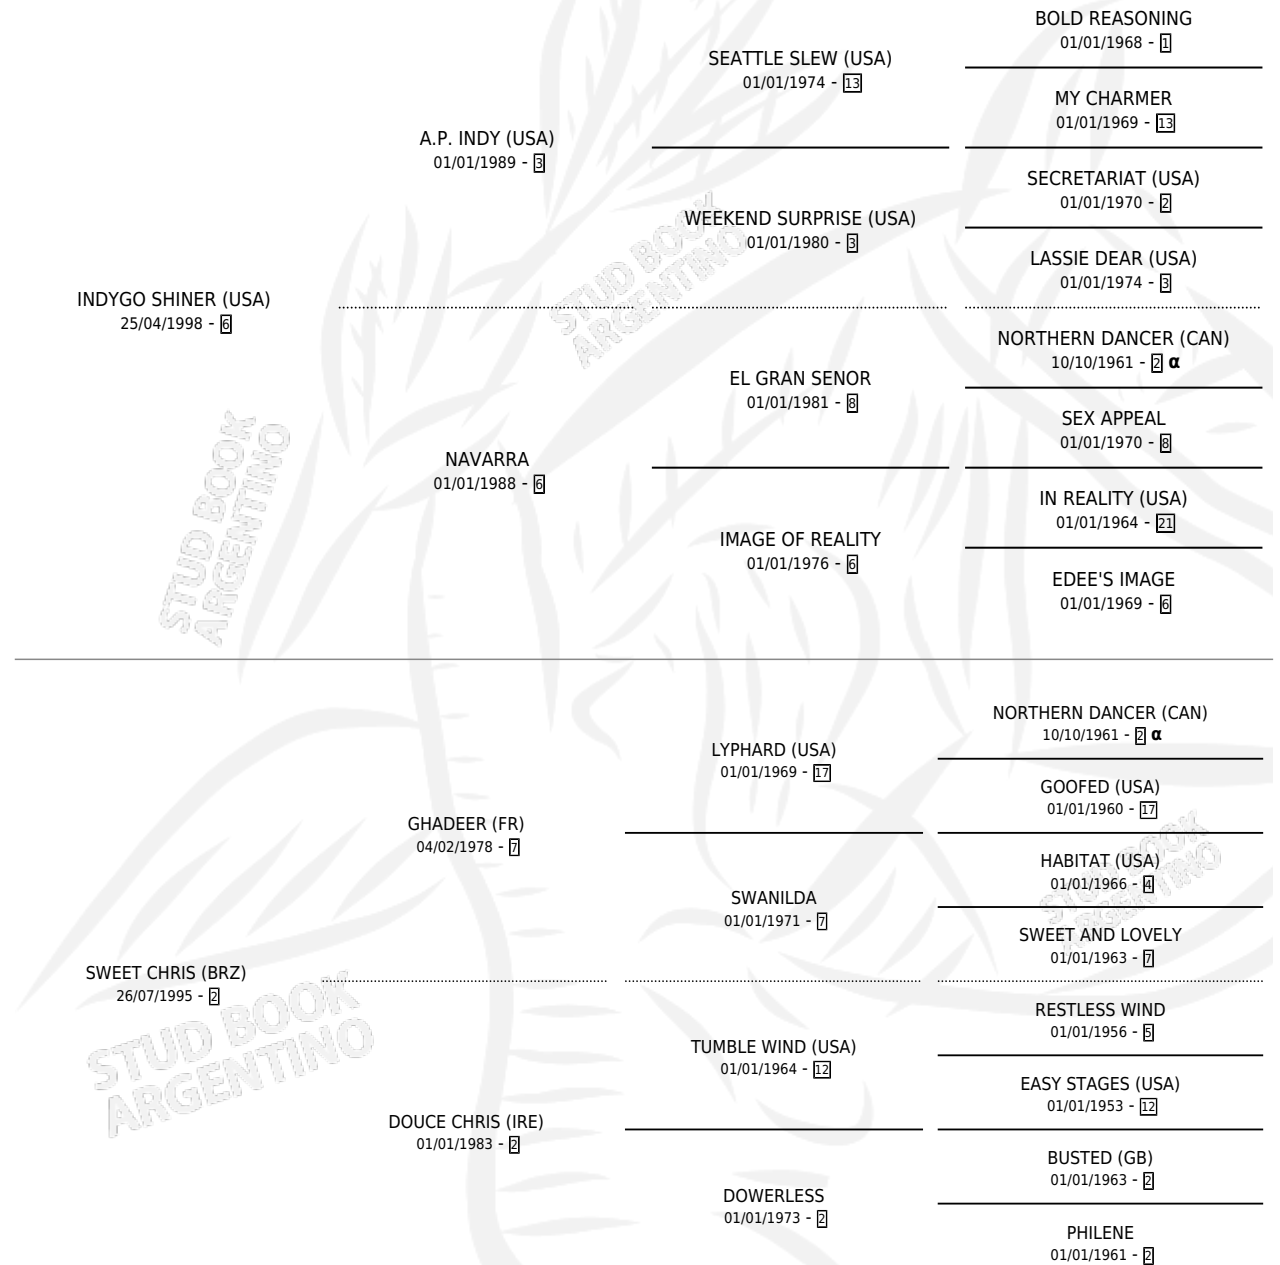 BOLD REASONING
01/01/1968 - 1
SEATTLE SLEW (USA)
01/01/1974 - 13
MY CHARMER
01/01/1969 - 13
A.P. INDY (USA)
01/01/1989 - 3
SECRETARIAT (USA)
01/01/1970 - 2
WEEKEND SURPRISE (USA)
01/01/1980 - 3
LASSIE DEAR (USA)
01/01/1974 - 3
STUD BOOK
ARGENTINO
INDYGO SHINER (USA)
25/04/1998 - 6
NORTHERN DANCER (CAN)
10/10/1961 - 2 α
EL GRAN SENOR
01/01/1981 - 8
SEX APPEAL
01/01/1970 - 8
NAVARRA
01/01/1988 - 6
IN REALITY (USA)
01/01/1964 - 21
IMAGE OF REALITY
01/01/1976 - 6
EDEE'S IMAGE
01/01/1969 - 6
STUD BOOK
ARGENTINO
NORTHERN DANCER (CAN)
10/10/1961 - 2 α
LYPHARD (USA)
01/01/1969 - 17
GOOFED (USA)
01/01/1960 - 17
GHADEER (FR)
04/02/1978 - 7
HABITAT (USA)
01/01/1966 - 4
SWANILDA
01/01/1971 - 7
SWEET AND LOVELY
01/01/1963 - 7
STUD BOOK
ARGENTINO
SWEET CHRIS (BRZ)
26/07/1995 - 2
RESTLESS WIND
01/01/1956 - 5
TUMBLE WIND (USA)
01/01/1964 - 12
EASY STAGES (USA)
01/01/1953 - 12
DOUCE CHRIS (IRE)
01/01/1983 - 2
BUSTED (GB)
01/01/1963 - 2
DOWERLESS
01/01/1973 - 2
PHILENE
01/01/1961 - 2
STUD BOOK
ARGENTINO